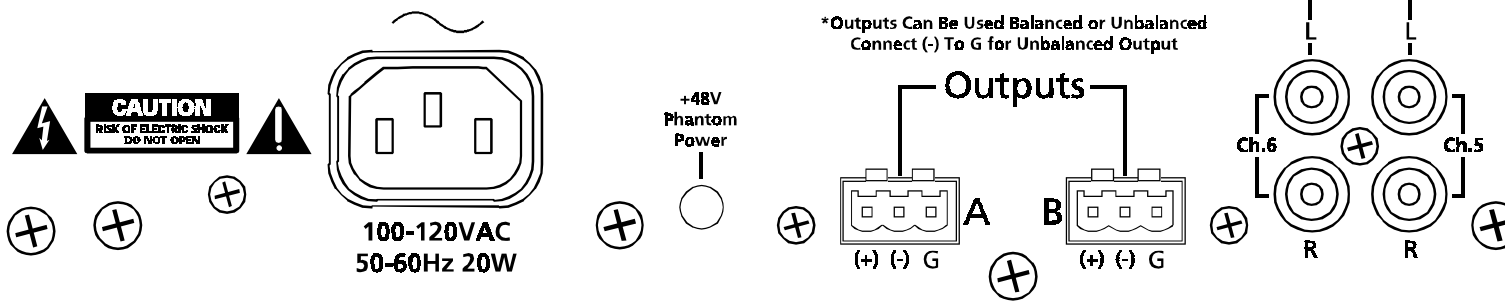 CAUTION
RISK OF ELECTRIC SHOCK
DO NOT OPEN
100-120VAC
50-60Hz 20W
+48V
Phantom
Power
*Outputs Can Be Used Balanced or Unbalanced
Connect (-) To G for Unbalanced Output
Outputs
A
(+) (-) G
B
(+) (-) G
L
L
Ch.6
Ch.5
R
R